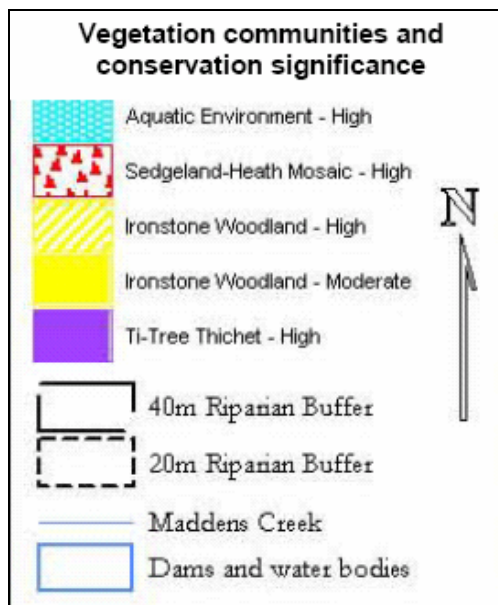 Vegetation communities and
conservation significance
Aquatic Environment - High
Sedgeland-Heath Mosaic - High
Ironstone Woodland - High
N
Ironstone Woodland - Moderate
Ti-Tree Thichet - High
40m Riparian Buffer
20m Riparian Buffer
Maddens Creek
Dams and water bodies